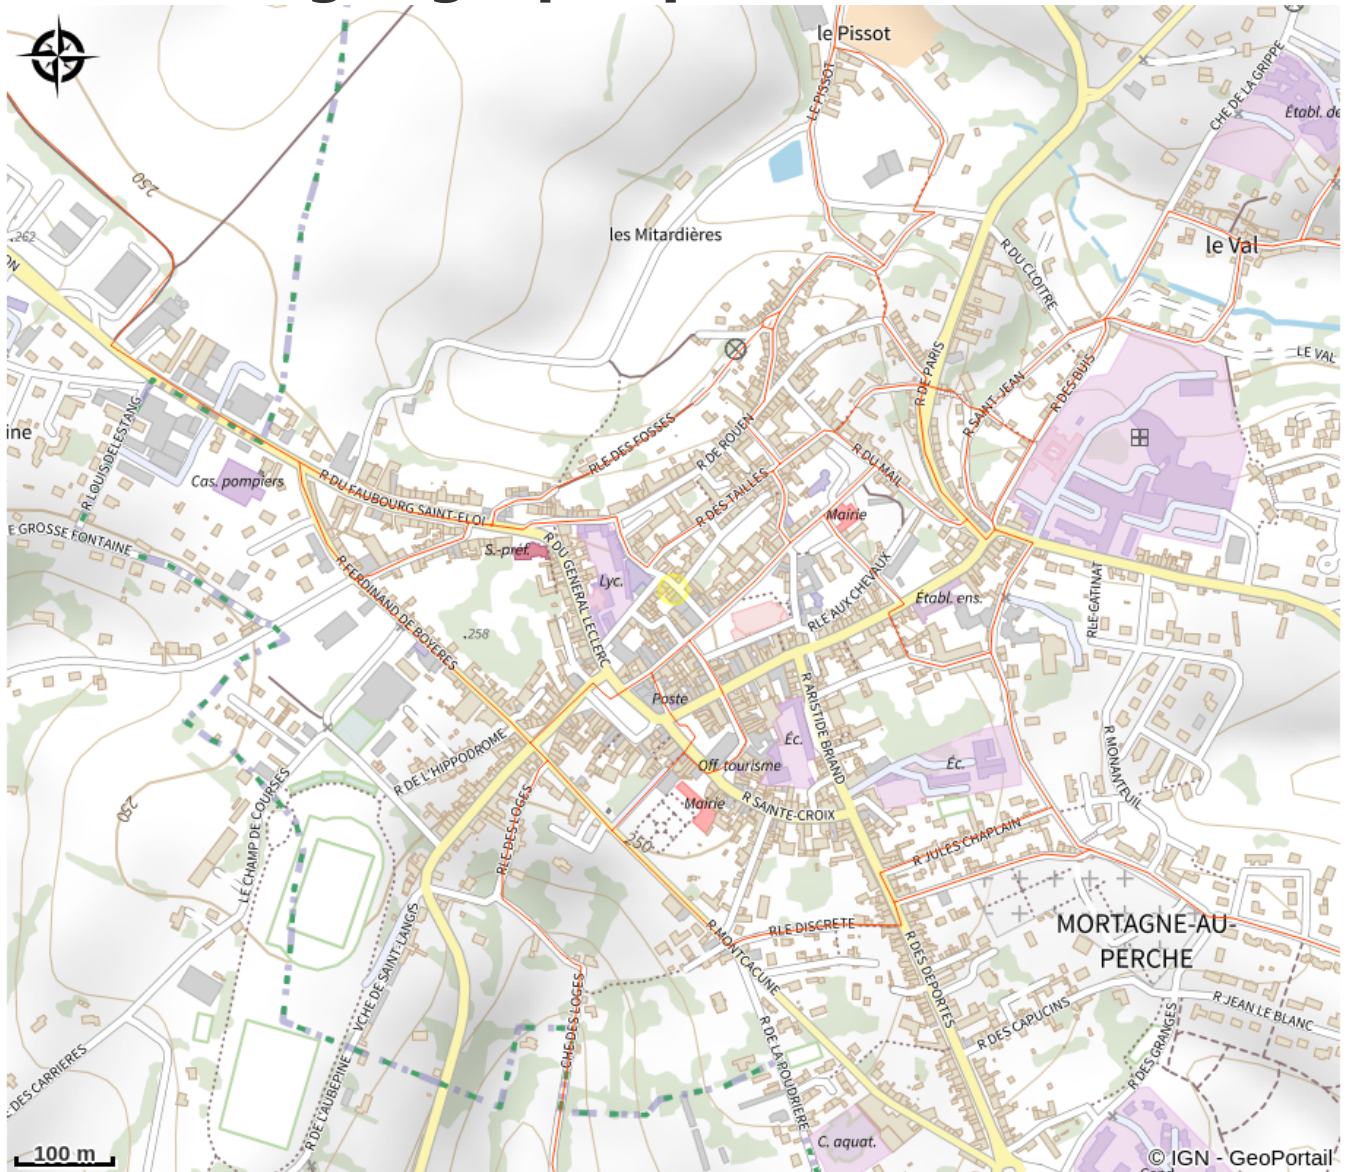 le Pissot
LE PISSOT
CHE DE LA GRIPPE
Établ. de
250
262
ON
les Mitardières
R DU CLOITRE
le Val
LE VAL
R DE PARIS
R SAINT-JEAN
R DES BUIS
ine
R LOUIS DELESTANG
Cas. pompiers
R DU FAUBOURG SAINT-ELOI
RLE DES FOSSES
R DE ROUEN
R DES TAILLES
R DU MAIL
Mairie
E GROSSE FONTAINE
S.-préf.
R DU GENERAL LECLERC
Lyc.
RLE AUX CHEVAUX
Établ. ens.
RLE CATINAT
R FERDINAND DE BOYERES
258
Poste
R ARISTIDE BRIAND
R DE L'HIPPODROME
Éc.
Éc.
R MONANTEUIL
Off. tourisme
Mairie
R SAINTE-CROIX
250
250
LE CHAMP DE COURSES
RLE DES LOGES
R JULES CHAPLAIN
RLE DISCRETE
R MONTCACUNE
MORTAGNE-AU-
PERCHE
VCHE DE SAINT-LANGIS
R DES DEPORTES
R DES CAPUCINS
R JEAN LE BLANC
CHE DES LOGES
R DE LA POUDRIERE
R DES GRANGES
E DES CARRIERES
R DE L'AUBEPINE
C. aquat.
100 m
© IGN - GeoPortail